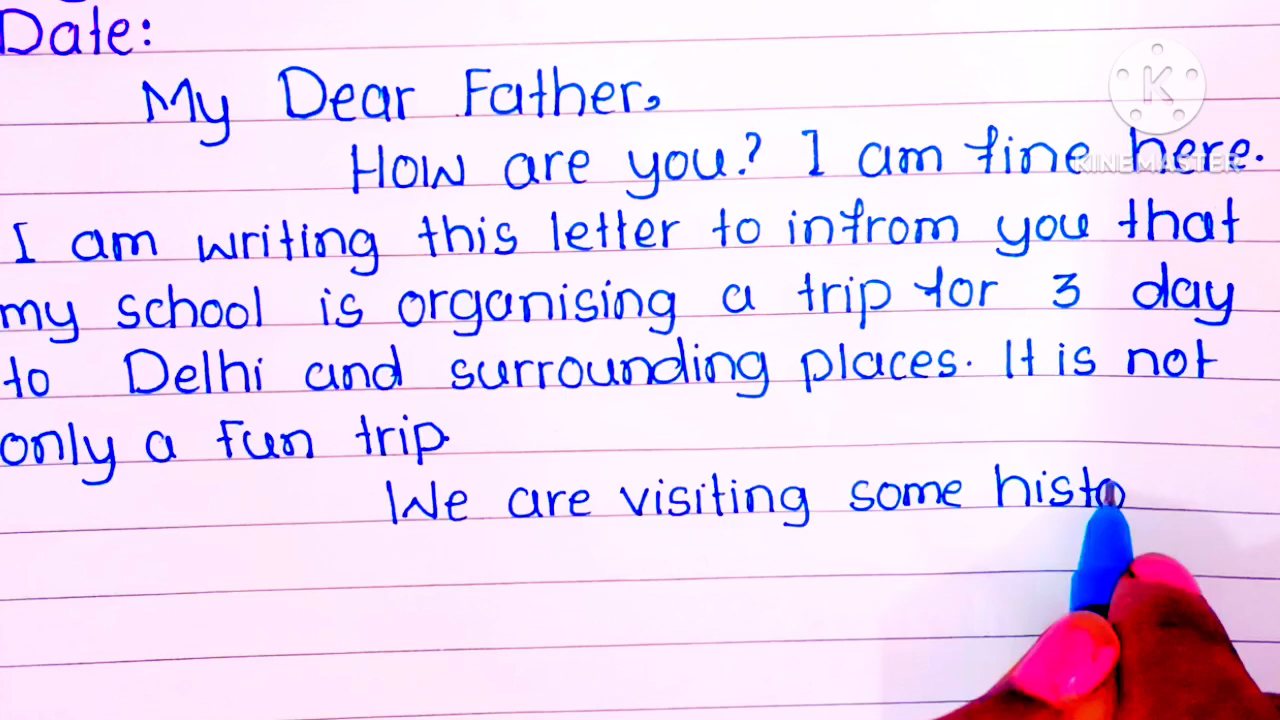 Date:
My Dear Father,
How are you? I am fine here.
I am writing this letter to infrom you that
my school is organising a trip for 3 day
to Delhi and surrounding places. It is not
only a fun trip.
We are visiting some histo
K
KINEMASTER